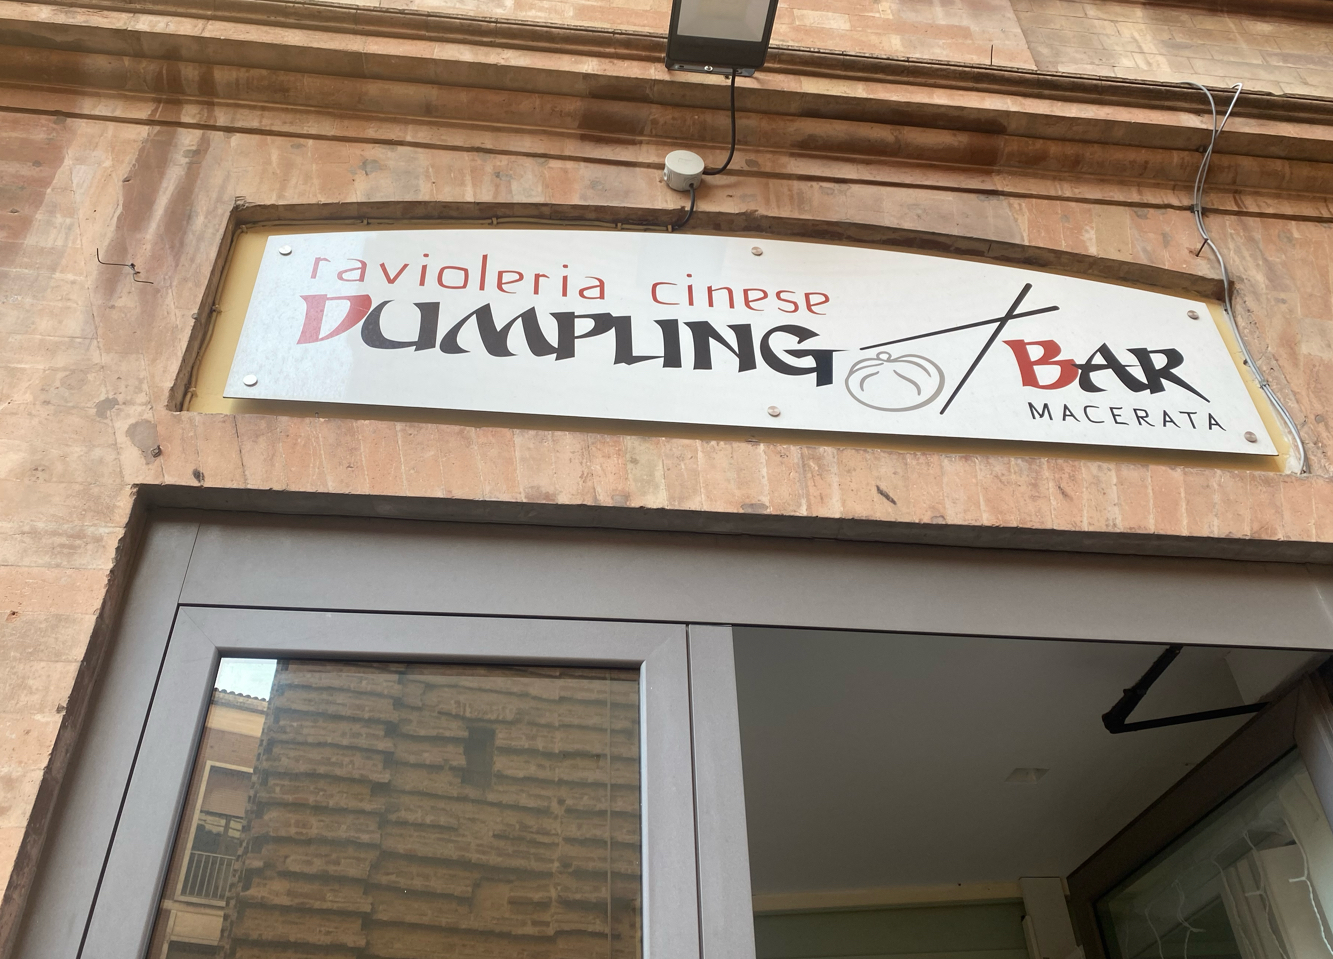 ravioleria cinese
DUMPLING BAR
MACERATA